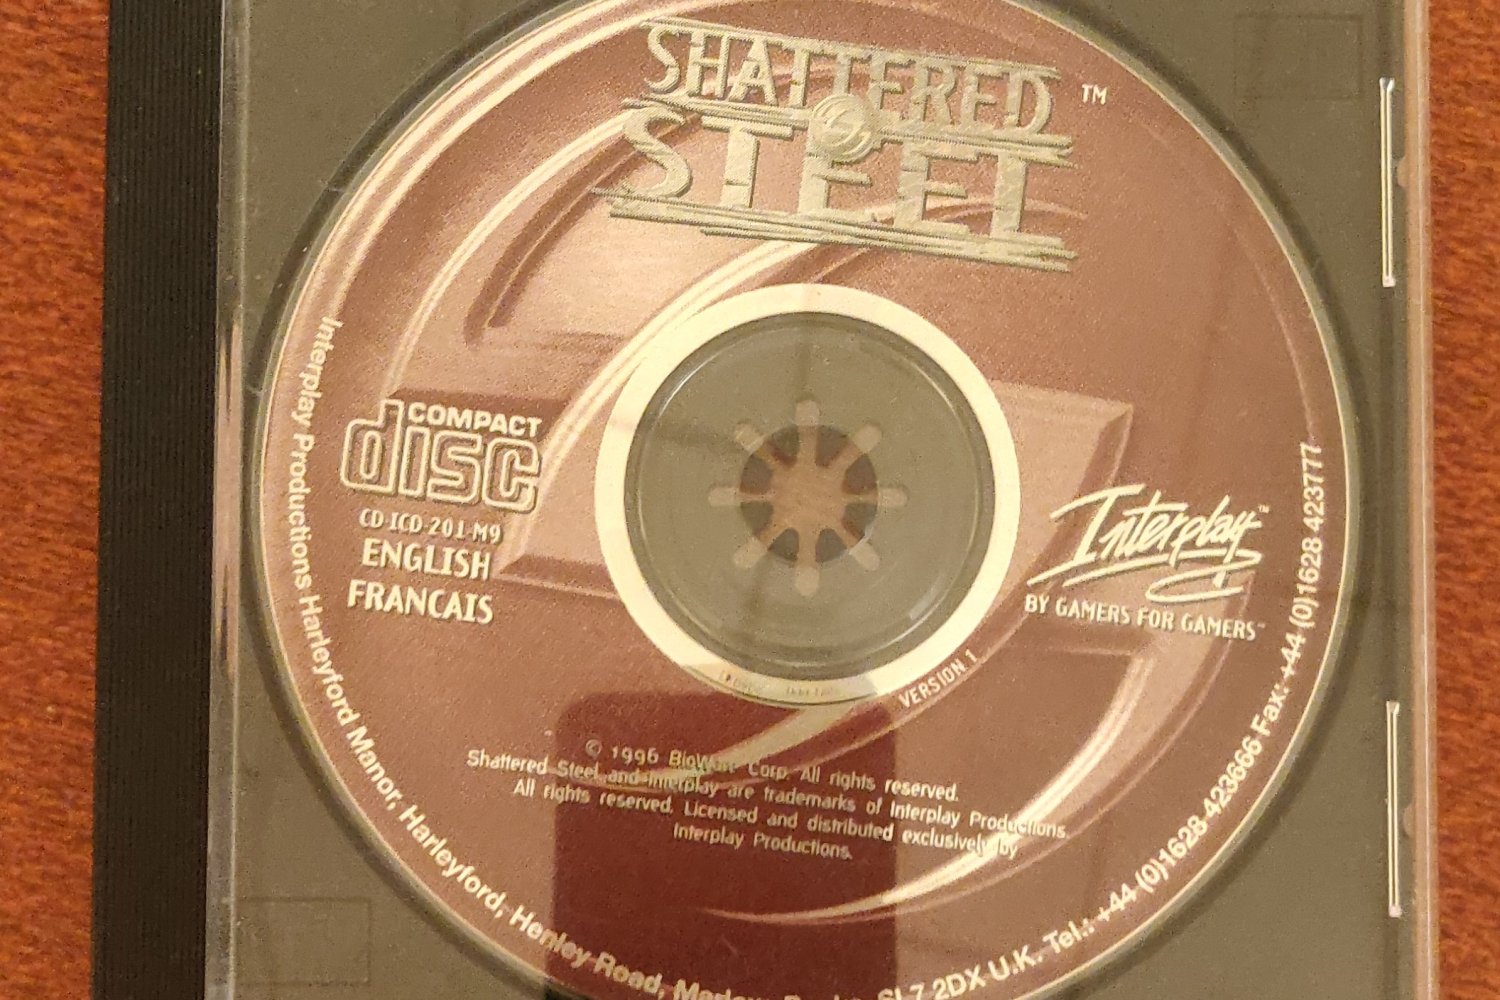 SHATTERED
STEEL
TM
COMPACT
disc
CD-ICD-201-M9
ENGLISH
FRANCAIS
Interplay™
BY GAMERS FOR GAMERS™
VERSION 1
© 1996 BioWare Corp. All rights reserved.
Shattered Steel and Interplay are trademarks of Interplay Productions.
All rights reserved. Licensed and distributed exclusively by
Interplay Productions.
Interplay Productions Harleyford Manor, Harleyford, Henley Road, SL7 2DX U.K. Tel.: +44 (0)1628 423666 Fax: +44 (0)1628-423777